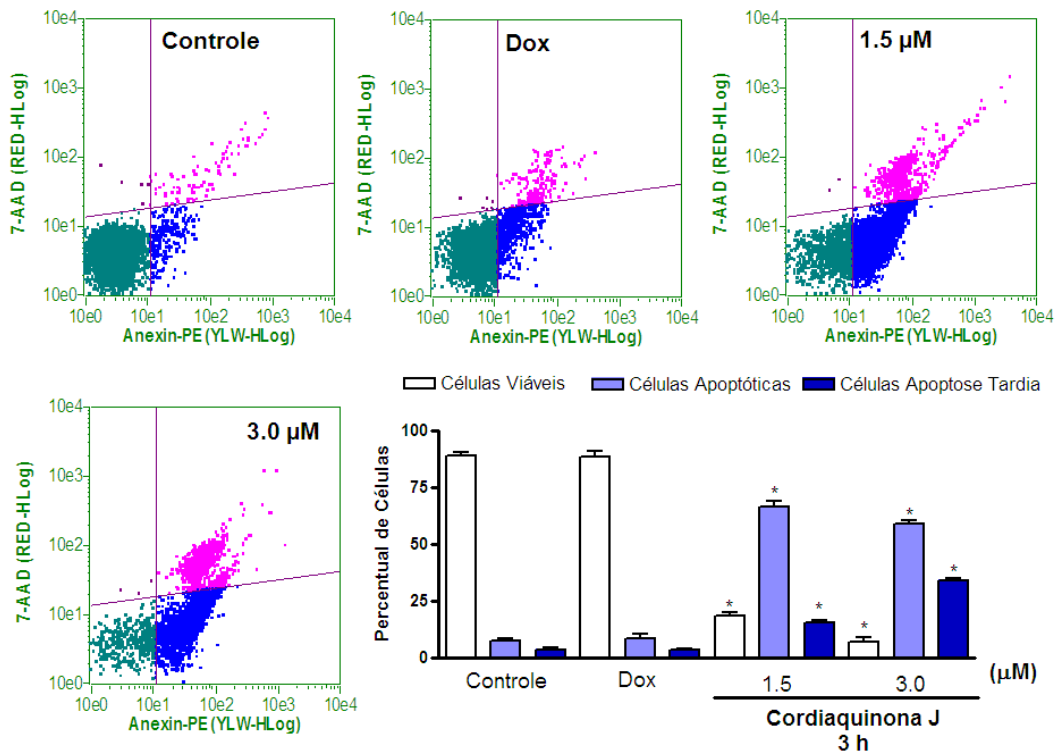 Controle
10e4
10e3
10e2
10e1
10e0
7-AAD (RED-HLog)
10e0 10e1 10e2 10e3 10e4
Anexin-PE (YLW-HLog)
Dox
10e4
10e3
10e2
10e1
10e0
7-AAD (RED-HLog)
10e0 10e1 10e2 10e3 10e4
Anexin-PE (YLW-HLog)
1.5 µM
10e4
10e3
10e2
10e1
10e0
7-AAD (RED-HLog)
10e0 10e1 10e2 10e3 10e4
Anexin-PE (YLW-HLog)
3.0 µM
10e4
10e3
10e2
10e1
10e0
7-AAD (RED-HLog)
10e0 10e1 10e2 10e3 10e4
Anexin-PE (YLW-HLog)
Células Viáveis Células Apoptóticas Células Apoptose Tardia
Percentual de Células
100
75
50
25
0
* * * * * *
Controle Dox 1.5 3.0 (µM)
Cordiaquinona J
3 h